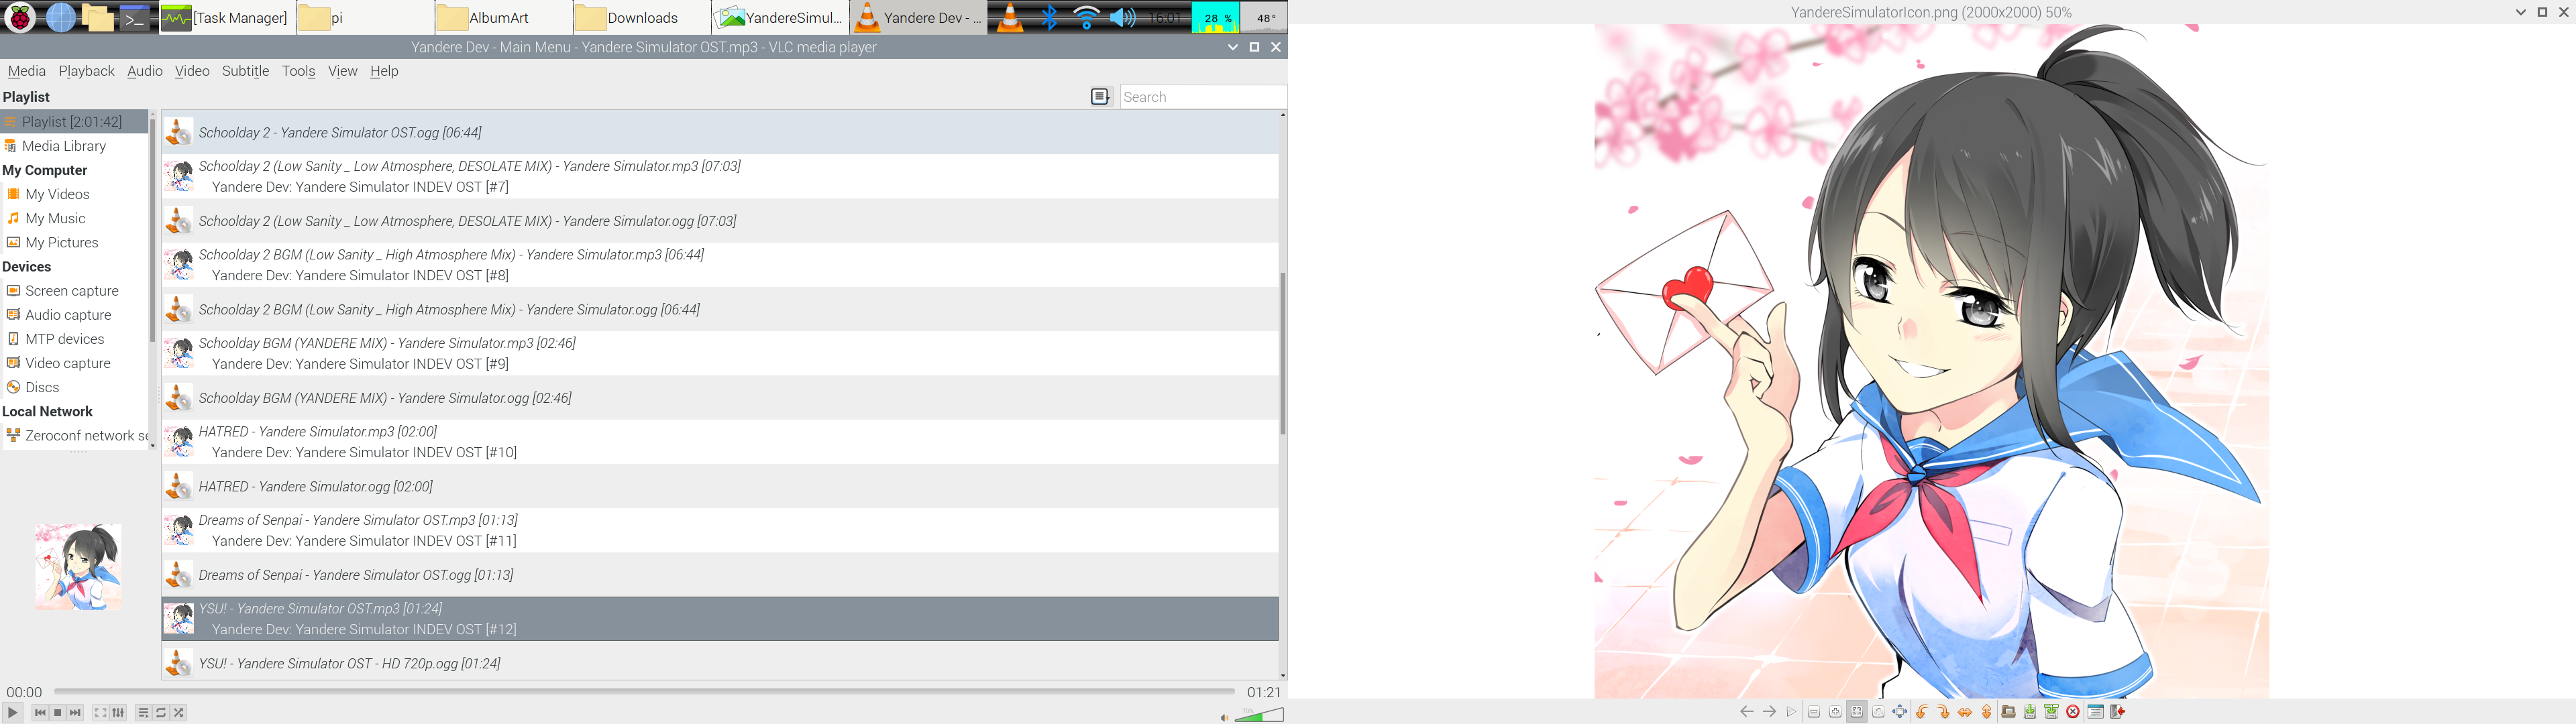 [Task Manager]
pi
AlbumArt
Downloads
YandereSimul...
Yandere Dev - ...
16:01
28 %
48°
Yandere Dev - Main Menu - Yandere Simulator OST.mp3 - VLC media player
Media Playback Audio Video Subtitle Tools View Help
Playlist
Search
Playlist [2:01:42]
Media Library
My Computer
My Videos
My Music
My Pictures
Devices
Screen capture
Audio capture
MTP devices
Video capture
Discs
Local Network
Zeroconf network se
Schoolday 2 - Yandere Simulator OST.ogg [06:44]
Schoolday 2 (Low Sanity _ Low Atmosphere, DESOLATE MIX) - Yandere Simulator.mp3 [07:03]
Yandere Dev: Yandere Simulator INDEV OST [#7]
Schoolday 2 (Low Sanity _ Low Atmosphere, DESOLATE MIX) - Yandere Simulator.ogg [07:03]
Schoolday 2 BGM (Low Sanity _ High Atmosphere Mix) - Yandere Simulator.mp3 [06:44]
Yandere Dev: Yandere Simulator INDEV OST [#8]
Schoolday 2 BGM (Low Sanity _ High Atmosphere Mix) - Yandere Simulator.ogg [06:44]
Schoolday BGM (YANDERE MIX) - Yandere Simulator.mp3 [02:46]
Yandere Dev: Yandere Simulator INDEV OST [#9]
Schoolday BGM (YANDERE MIX) - Yandere Simulator.ogg [02:46]
HATRED - Yandere Simulator.mp3 [02:00]
Yandere Dev: Yandere Simulator INDEV OST [#10]
HATRED - Yandere Simulator.ogg [02:00]
Dreams of Senpai - Yandere Simulator OST.mp3 [01:13]
Yandere Dev: Yandere Simulator INDEV OST [#11]
Dreams of Senpai - Yandere Simulator OST.ogg [01:13]
YSU! - Yandere Simulator OST.mp3 [01:24]
Yandere Dev: Yandere Simulator INDEV OST [#12]
YSU! - Yandere Simulator OST - HD 720p.ogg [01:24]
00:00
01:21
70%
YandereSimulatorIcon.png (2000x2000) 50%